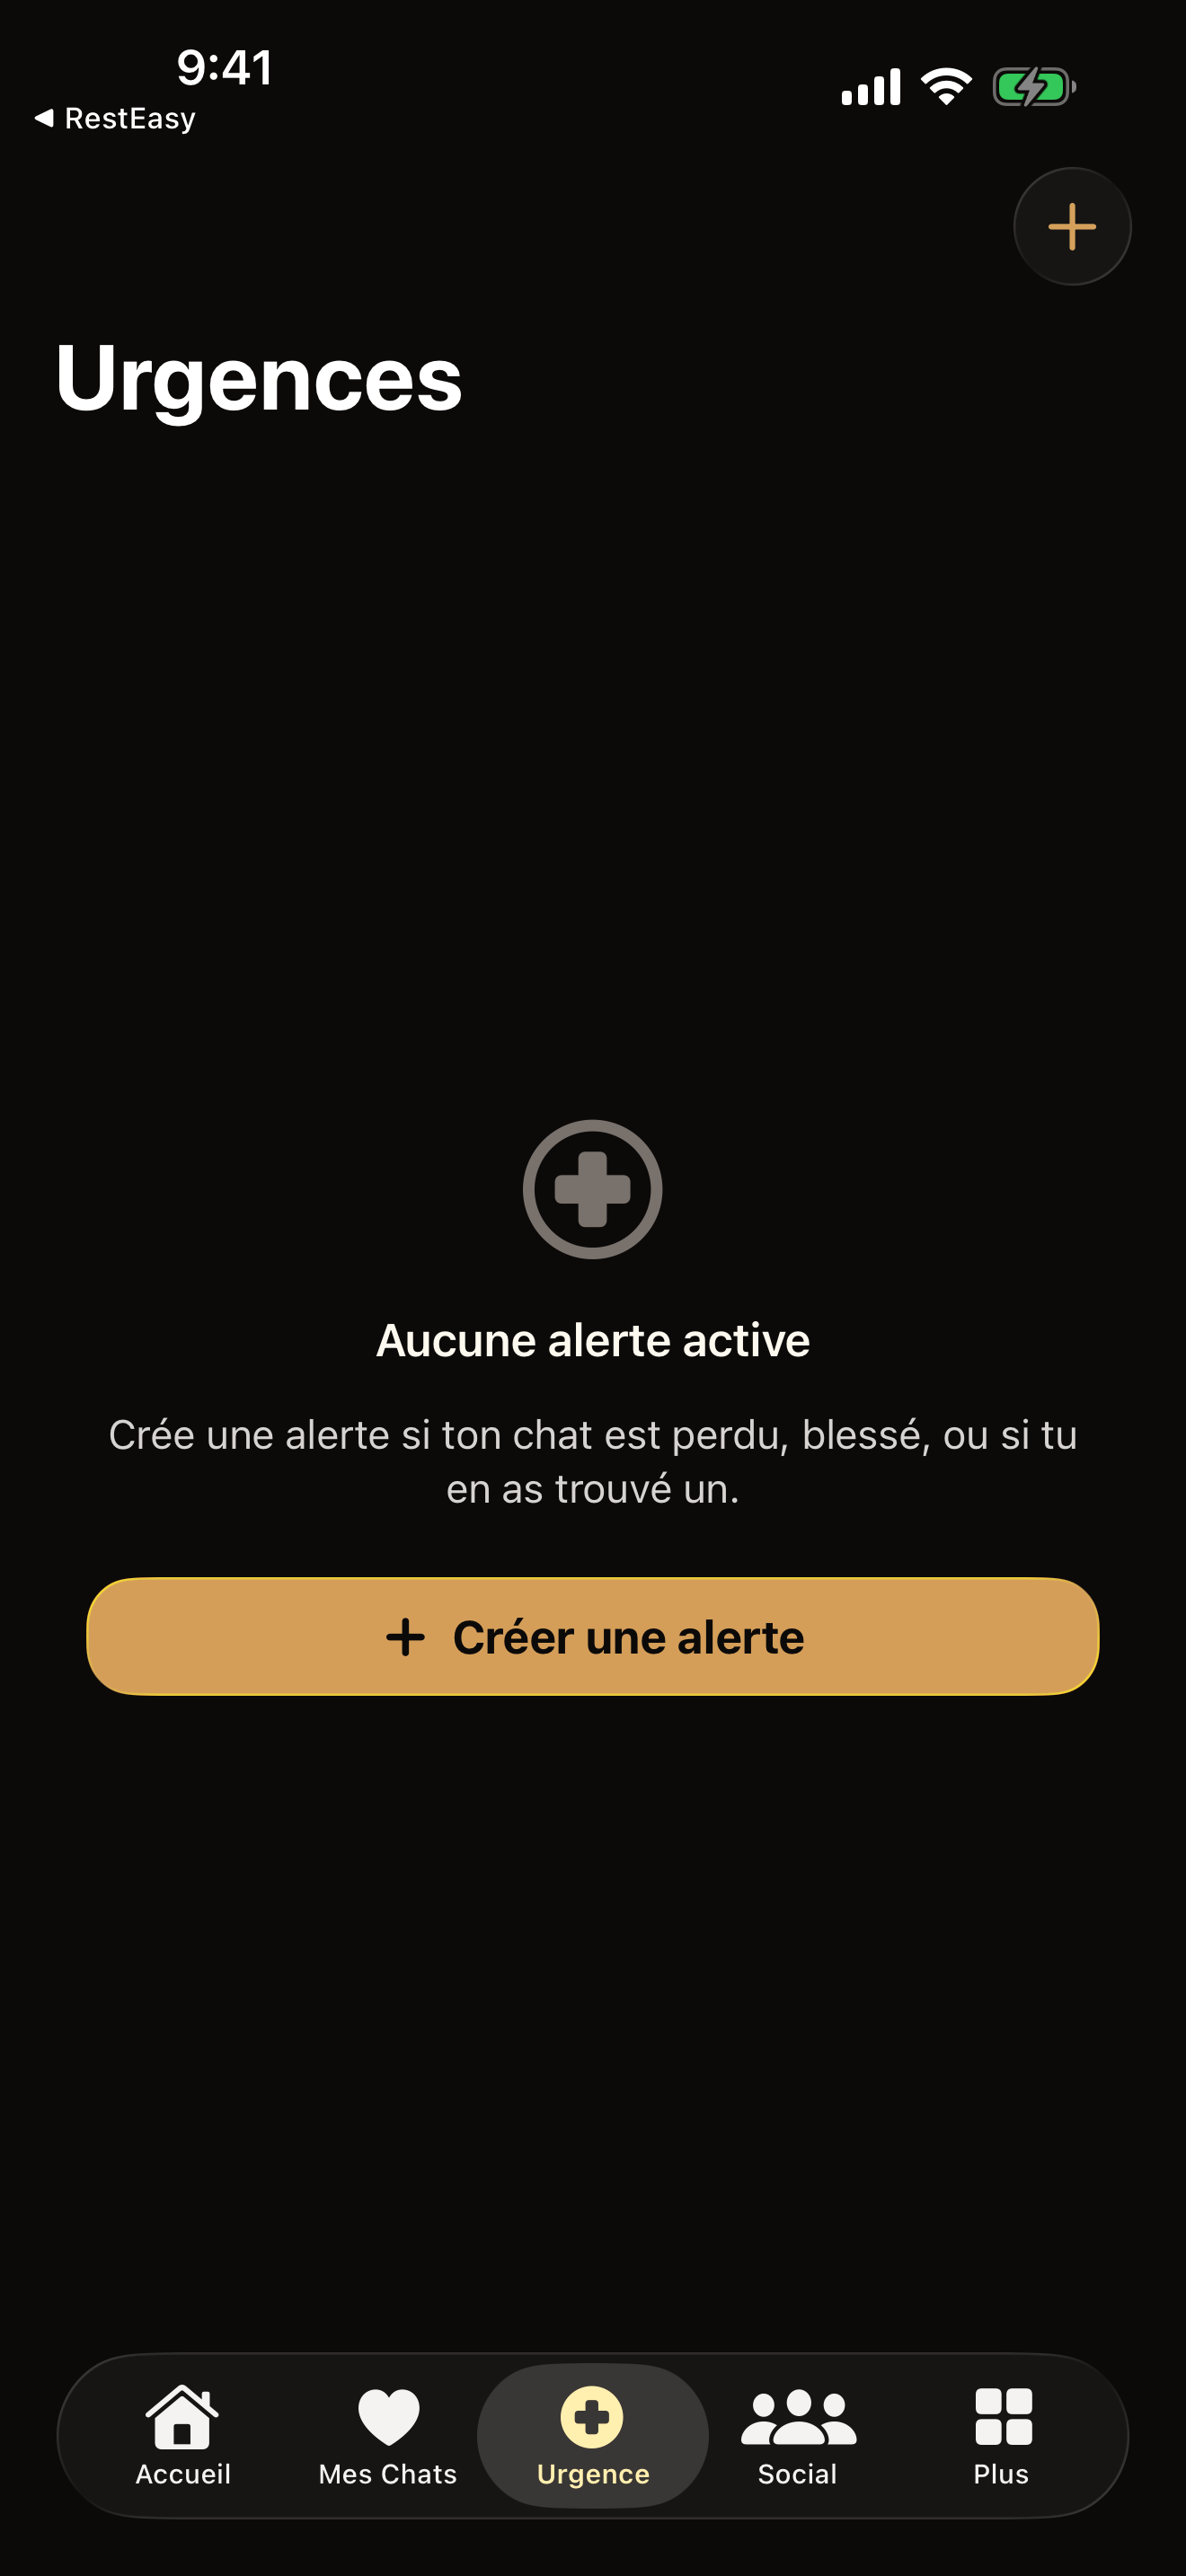 9:41
RestEasy
Urgences
Aucune alerte active
Crée une alerte si ton chat est perdu, blessé, ou si tu
en as trouvé un.
Créer une alerte
Accueil
Mes Chats
Urgence
Social
Plus